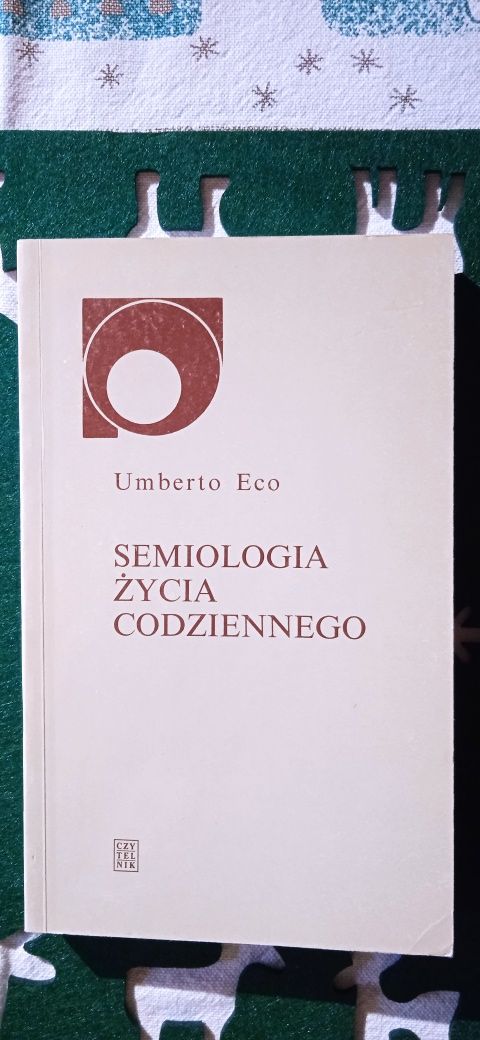 Umberto Eco
SEMIOLOGIA
ŻYCIA
CODZIENNEGO
CZY
TEL
NIK